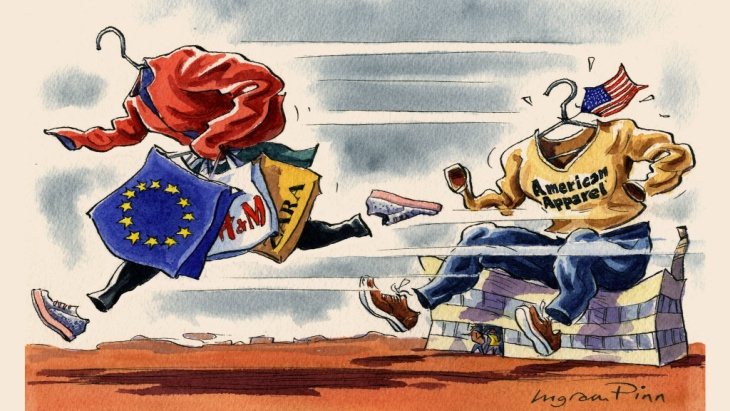 H&M
ZARA
American
Apparel
Ingram Pinn